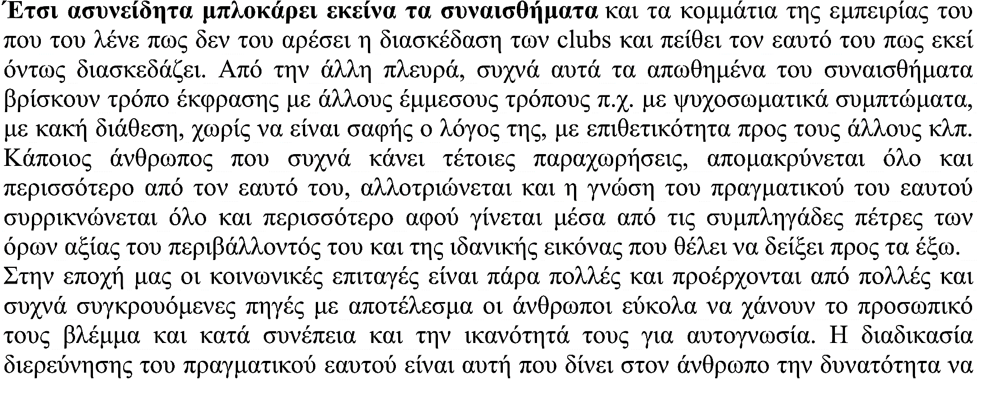 Έτσι ασυνείδητα μπλοκάρει εκείνα τα συναισθήματα και τα κομμάτια της εμπειρίας του
που του λένε πως δεν του αρέσει η διασκέδαση των clubs και πείθει τον εαυτό του πως εκεί
όντως διασκεδάζει. Από την άλλη πλευρά, συχνά αυτά τα απωθημένα του συναισθήματα
βρίσκουν τρόπο έκφρασης με άλλους έμμεσους τρόπους π.χ. με ψυχοσωματικά συμπτώματα,
με κακή διάθεση, χωρίς να είναι σαφής ο λόγος της, με επιθετικότητα προς τους άλλους κλπ.
Κάποιος άνθρωπος που συχνά κάνει τέτοιες παραχωρήσεις, απομακρύνεται όλο και
περισσότερο από τον εαυτό του, αλλοτριώνεται και η γνώση του πραγματικού του εαυτού
συρρικνώνεται όλο και περισσότερο αφού γίνεται μέσα από τις συμπληγάδες πέτρες των
όρων αξίας του περιβάλλοντός του και της ιδανικής εικόνας που θέλει να δείξει προς τα έξω.
Στην εποχή μας οι κοινωνικές επιταγές είναι πάρα πολλές και προέρχονται από πολλές και
συχνά συγκρουόμενες πηγές με αποτέλεσμα οι άνθρωποι εύκολα να χάνουν το προσωπικό
τους βλέμμα και κατά συνέπεια και την ικανότητά τους για αυτογνωσία. Η διαδικασία
διερεύνησης του πραγματικού εαυτού είναι αυτή που δίνει στον άνθρωπο την δυνατότητα να